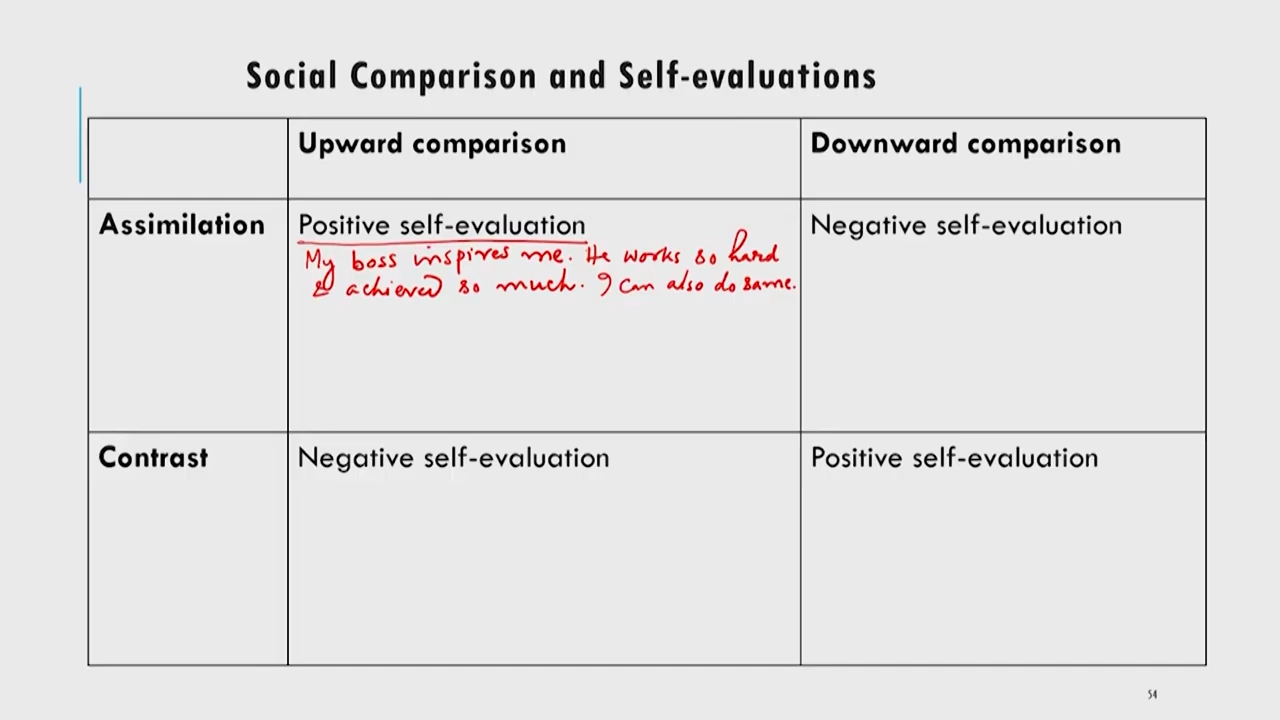 Social Comparison and Self-evaluations
Upward comparison
Downward comparison
Assimilation
Positive self-evaluation
My boss inspires me. He works so hard
& achieved so much. I can also do same.
Negative self-evaluation
Contrast
Negative self-evaluation
Positive self-evaluation
54